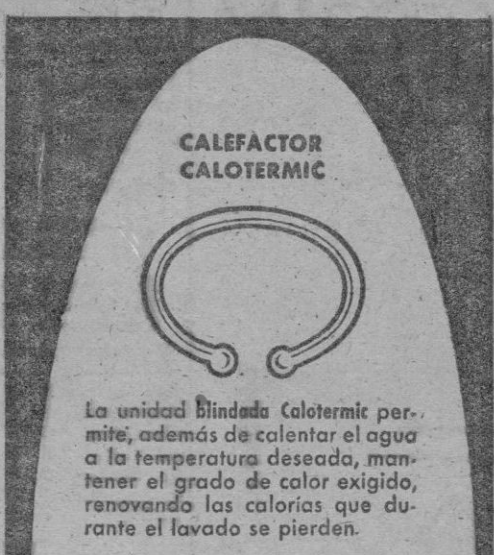 CALEFACTOR
CALOTERMIC
La unidad Blindada Calotermic per-
mite, además de calentar el agua
a la temperatura deseada, man-
tener el grado de calor exigido,
renovando las calorías que du-
rante el lavado se pierden.